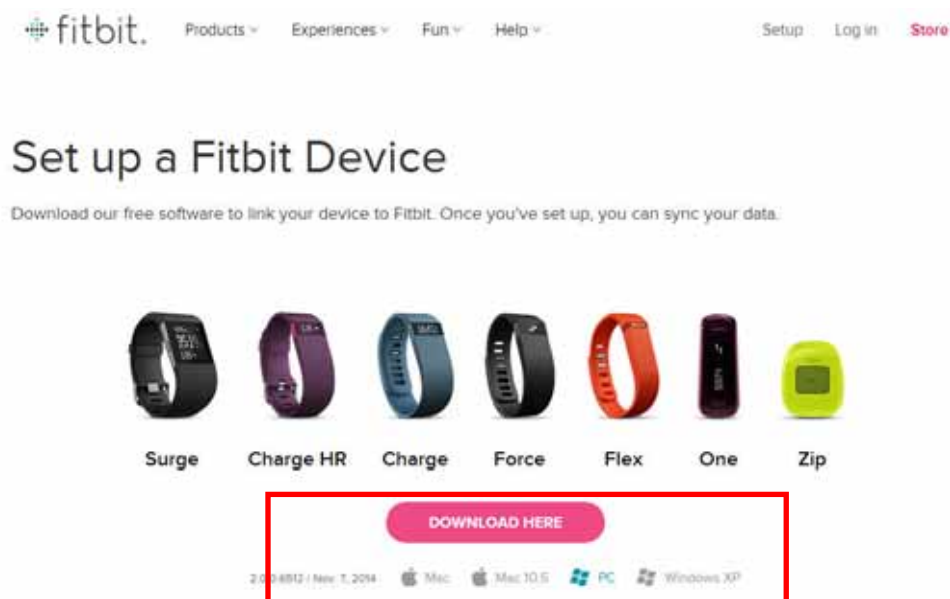 fitbit.
Products Experiences Fun Help Setup Log in Store
Set up a Fitbit Device
Download our free software to link your device to Fitbit. Once you've set up, you can sync your data.
Surge Charge HR Charge Force Flex One Zip
DOWNLOAD HERE
Nov. 7, 2014 Mac Mac 10.5 PC Windows XP